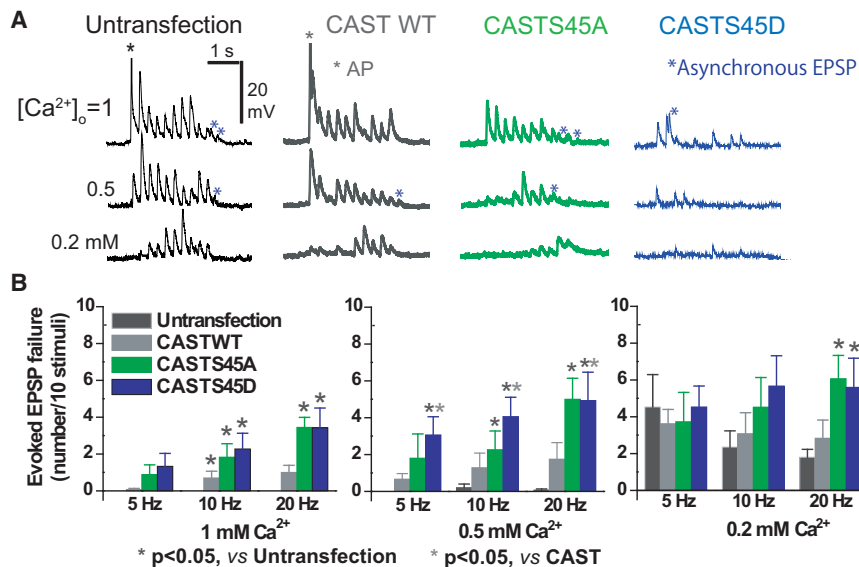 A
Untransfection
CAST WT
CASTS45A
CASTS45D
*
1 s
20 mV
*
* AP
*Asynchronous EPSP
[Ca²⁺]ₒ=1
*
*
*
*
*
0.5
*
*
*
0.2 mM
B
Evoked EPSP failure
(number/10 stimuli)
10
8
6
4
2
0
Untransfection
CASTWT
CASTS45A
CASTS45D
* * *
* *
5 Hz 10 Hz 20 Hz
1 mM Ca²⁺
10
8
6
4
2
0
**
* **
* **
5 Hz 10 Hz 20 Hz
0.5 mM Ca²⁺
10
8
6
4
2
0
* *
5 Hz 10 Hz 20 Hz
0.2 mM Ca²⁺
* p<0.05, vs Untransfection
* p<0.05, vs CAST